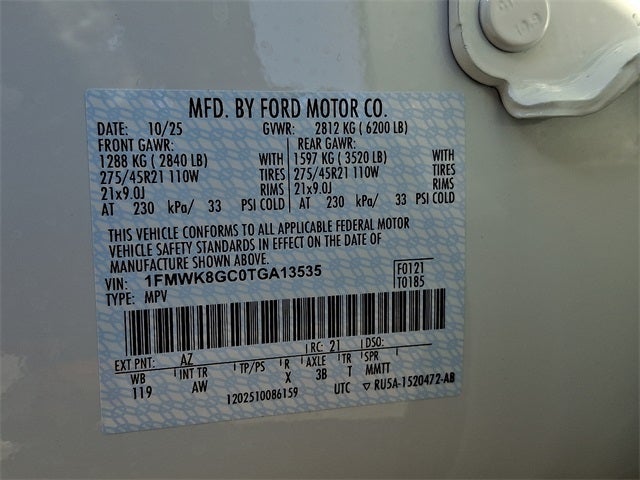 MFD. BY FORD MOTOR CO.
DATE: 10/25 GVWR: 2812 KG ( 6200 LB)
FRONT GAWR: REAR GAWR:
1288 KG ( 2840 LB) WITH 1597 KG ( 3520 LB) WITH
275/45R21 110W TIRES 275/45R21 110W TIRES
21x9.0J RIMS 21x9.0J RIMS
AT 230 kPa/ 33 PSI COLD AT 230 kPa/ 33 PSI COLD
THIS VEHICLE CONFORMS TO ALL APPLICABLE FEDERAL MOTOR
VEHICLE SAFETY STANDARDS IN EFFECT ON THE DATE OF
MANUFACTURE SHOWN ABOVE.
VIN: 1FMWK8GC0TGA13535 F0121
TYPE: MPV T0185
EXT PNT: AZ RC: 21 DSO:
WB INT TR TP/PS R AXLE TR SPR
119 AW X 3B T MMTT
1202510086159 UTC ▽ RU5A-1520472-AB